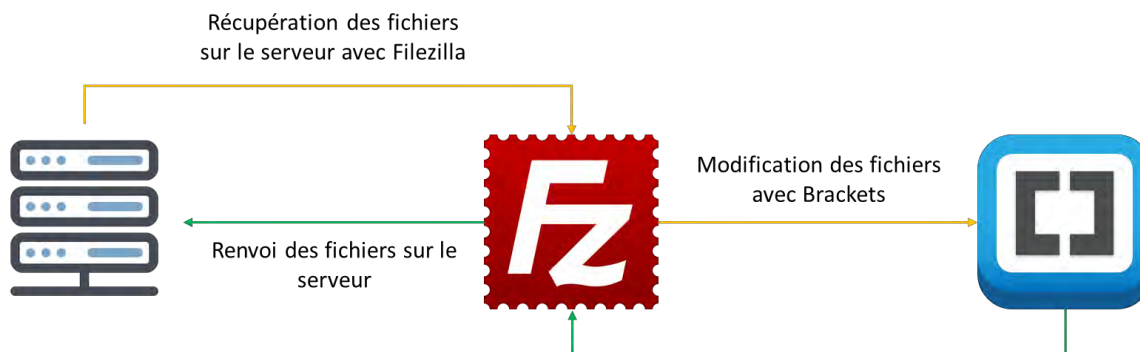 Récupération des fichiers
sur le serveur avec Filezilla
Fz
Modification des fichiers
avec Brackets
Renvoi des fichiers sur le
serveur